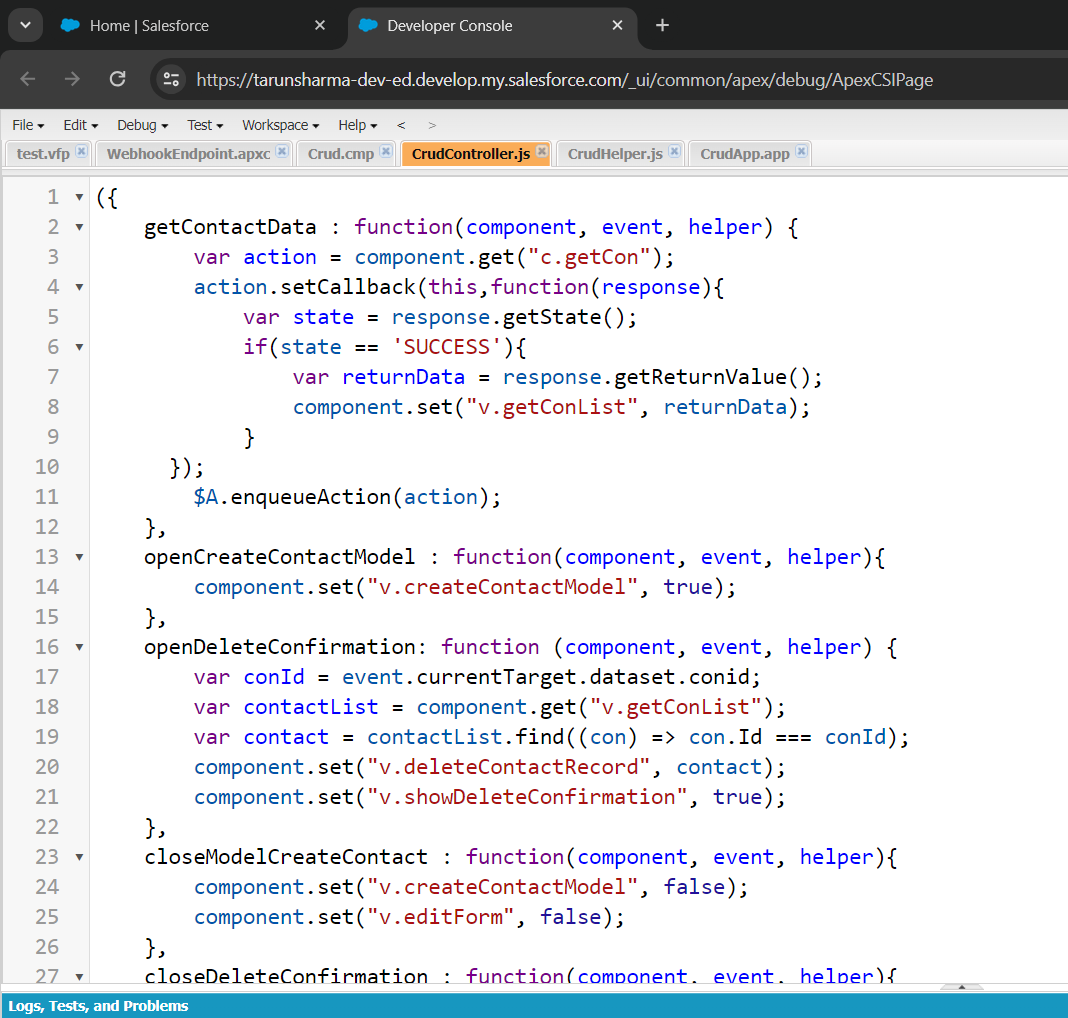 Home | Salesforce
Developer Console
https://tarunsharma-dev-ed.develop.my.salesforce.com/_ui/common/apex/debug/ApexCSIPage
File Edit Debug Test Workspace Help < >
test.vfp WebhookEndpoint.apxc Crud.cmp CrudController.js CrudHelper.js CrudApp.app
1 ({
2     getContactData : function(component, event, helper) {
3         var action = component.get("c.getCon");
4         action.setCallback(this,function(response){
5             var state = response.getState();
6             if(state == 'SUCCESS'){
7                 var returnData = response.getReturnValue();
8                 component.set("v.getConList", returnData);
9             }
10       });
11         $A.enqueueAction(action);
12     },
13     openCreateContactModel : function(component, event, helper){
14         component.set("v.createContactModel", true);
15     },
16     openDeleteConfirmation: function (component, event, helper) {
17         var conId = event.currentTarget.dataset.conid;
18         var contactList = component.get("v.getConList");
19         var contact = contactList.find((con) => con.Id === conId);
20         component.set("v.deleteContactRecord", contact);
21         component.set("v.showDeleteConfirmation", true);
22     },
23     closeModelCreateContact : function(component, event, helper){
24         component.set("v.createContactModel", false);
25         component.set("v.editForm", false);
26     },
27     closeDeleteConfirmation : function(component, event, helper){
Logs, Tests, and Problems